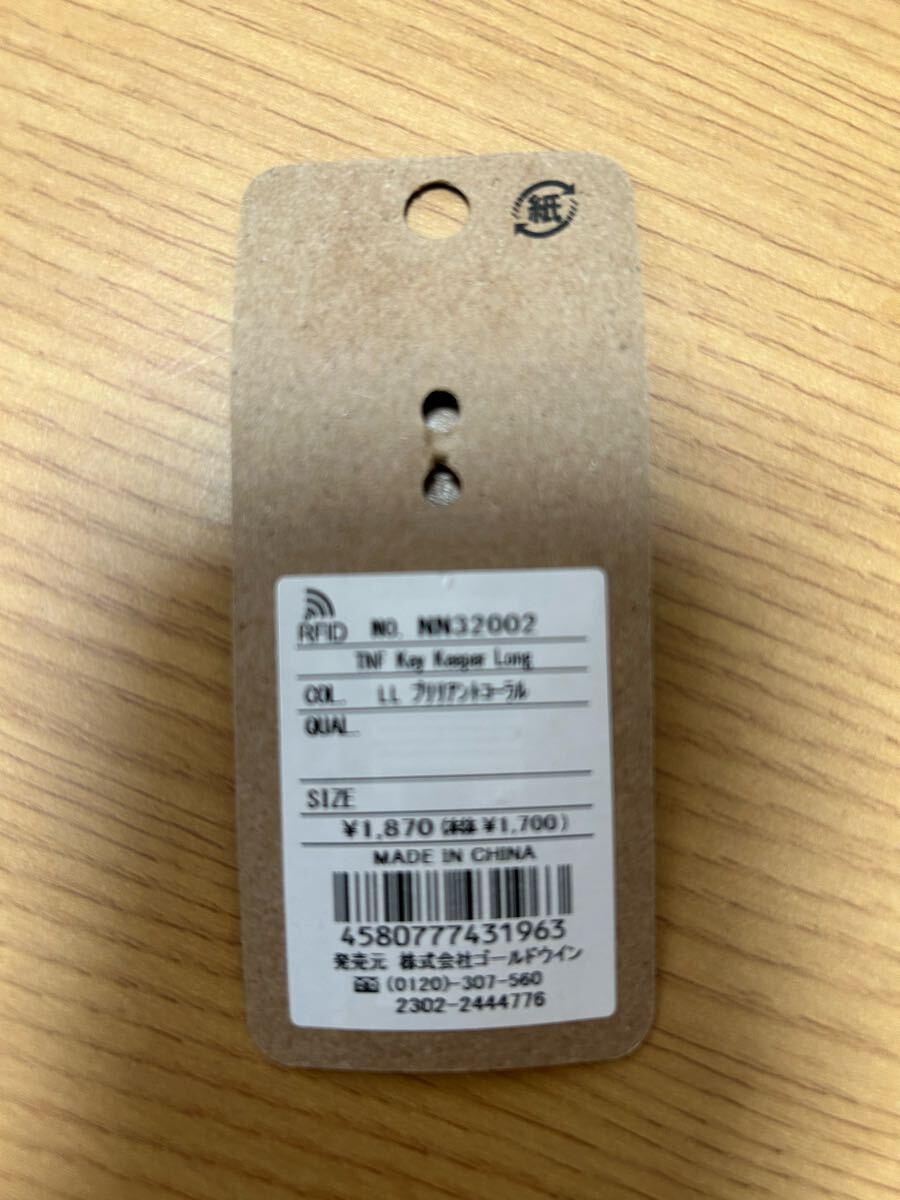 紙
RFID NO. NN32002
TNF Key Keeper Long
COL. LL ブリリアントコーラル
QUAL.
SIZE
¥1,870 (本体 ¥1,700)
MADE IN CHINA
4580777431963
発売元 株式会社ゴールドウイン
(0120)-307-560
2302-2444776